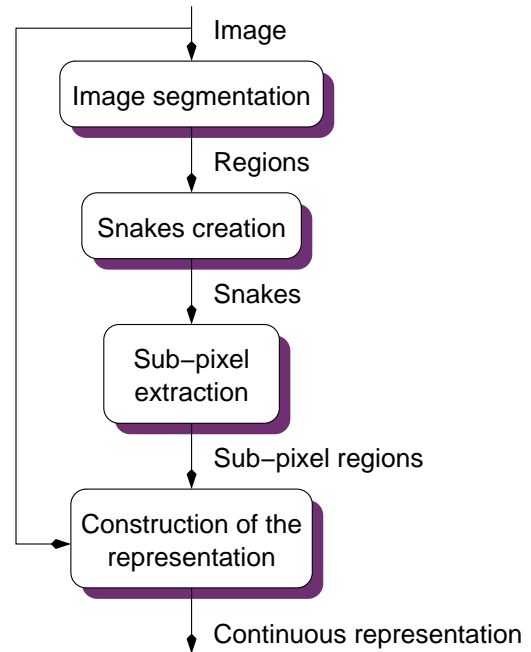 Image
Image segmentation
Regions
Snakes creation
Snakes
Sub−pixel
extraction
Sub−pixel regions
Construction of the
representation
Continuous representation